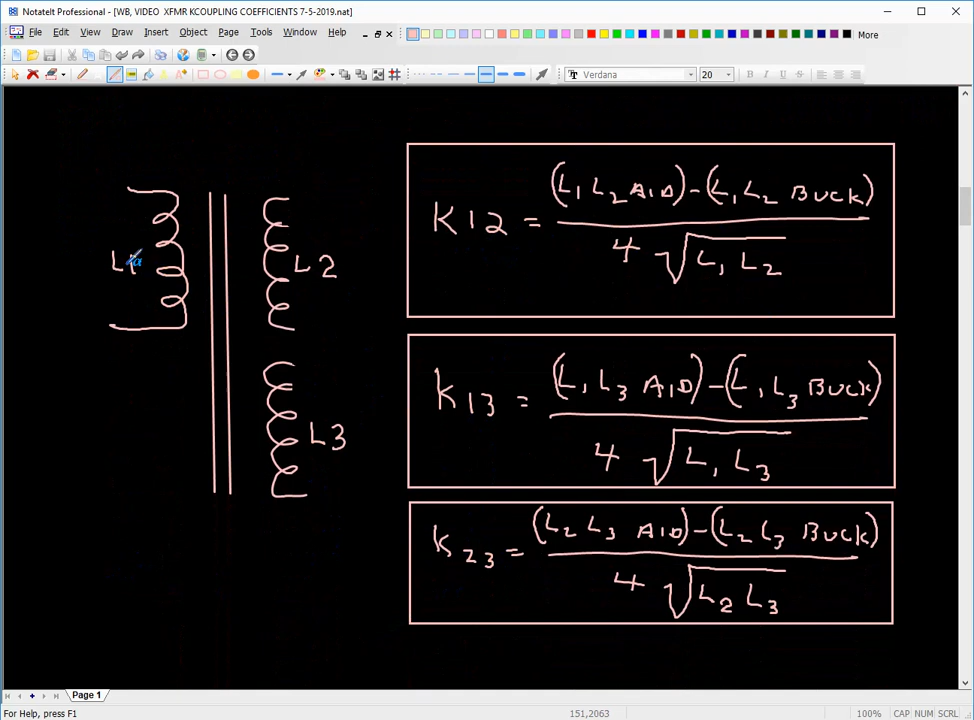 NotateIt Professional - [WB, VIDEO XFMR KCOUPLING COEFFICIENTS 7-5-2019.nat]
File Edit View Draw Insert Object Page Tools Window Help
More
Verdana 20 B I U S
L1
L2
L3
K12 = (L1 L2 AID) - (L1 L2 BUCK)
4 √L1 L2
K13 = (L1 L3 AID) - (L1 L3 BUCK)
4 √L1 L3
K23 = (L2 L3 AID) - (L2 L3 BUCK)
4 √L2 L3
Page 1
For Help, press F1 151,2063 100% CAP NUM SCRL